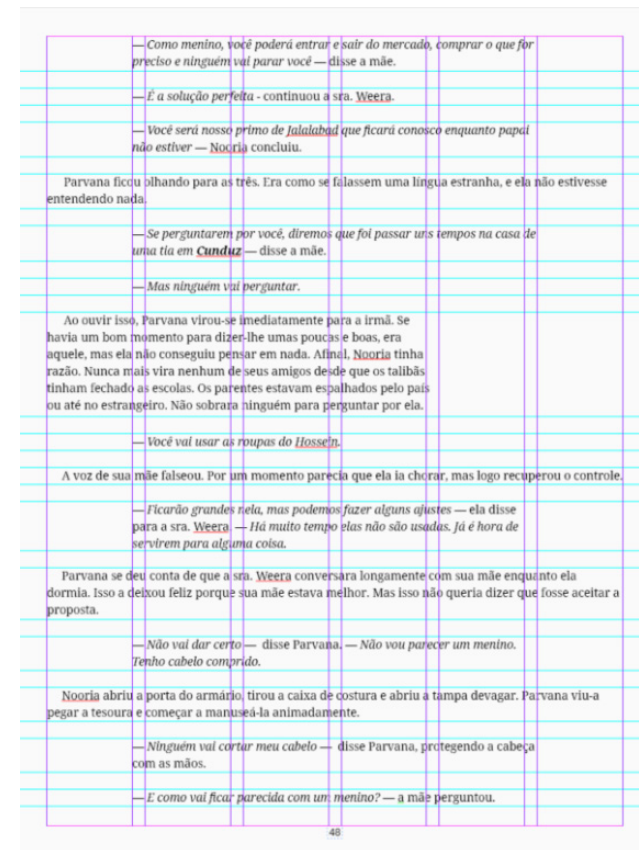 — Como menino, você poderá entrar e sair do mercado, comprar o que for
preciso e ninguém vai parar você — disse a mãe.
— É a solução perfeita - continuou a sra. Weera.
— Você será nosso primo de Jalalabad que ficará conosco enquanto papai
não estiver — Nooria concluiu.
Parvana ficou olhando para as três. Era como se falassem uma língua estranha, e ela não estivesse
entendendo nada.
— Se perguntarem por você, diremos que foi passar uns tempos na casa de
uma tia em Cunduz — disse a mãe.
— Mas ninguém vai perguntar.
Ao ouvir isso, Parvana virou-se imediatamente para a irmã. Se
havia um bom momento para dizer-lhe umas poucas e boas, era
aquele, mas ela não conseguiu pensar em nada. Afinal, Nooria tinha
razão. Nunca mais vira nenhum de seus amigos desde que os talibãs
tinham fechado as escolas. Os parentes estavam espalhados pelo país
ou até no estrangeiro. Não sobrara ninguém para perguntar por ela.
— Você vai usar as roupas do Hossein.
A voz de sua mãe falseou. Por um momento parecia que ela ia chorar, mas logo recuperou o controle.
— Ficarão grandes nela, mas podemos fazer alguns ajustes — ela disse
para a sra. Weera. — Há muito tempo elas não são usadas. Já é hora de
servirem para alguma coisa.
Parvana se deu conta de que a sra. Weera conversara longamente com sua mãe enquanto ela
dormia. Isso a deixou feliz porque sua mãe estava melhor. Mas isso não queria dizer que fosse aceitar a
proposta.
— Não vai dar certo — disse Parvana. — Não vou parecer um menino.
Tenho cabelo comprido.
Nooria abriu a porta do armário, tirou a caixa de costura e abriu a tampa devagar. Parvana viu-a
pegar a tesoura e começar a manuseá-la animadamente.
— Ninguém vai cortar meu cabelo — disse Parvana, protegendo a cabeça
com as mãos.
— E como vai ficar parecida com um menino? — a mãe perguntou.
48